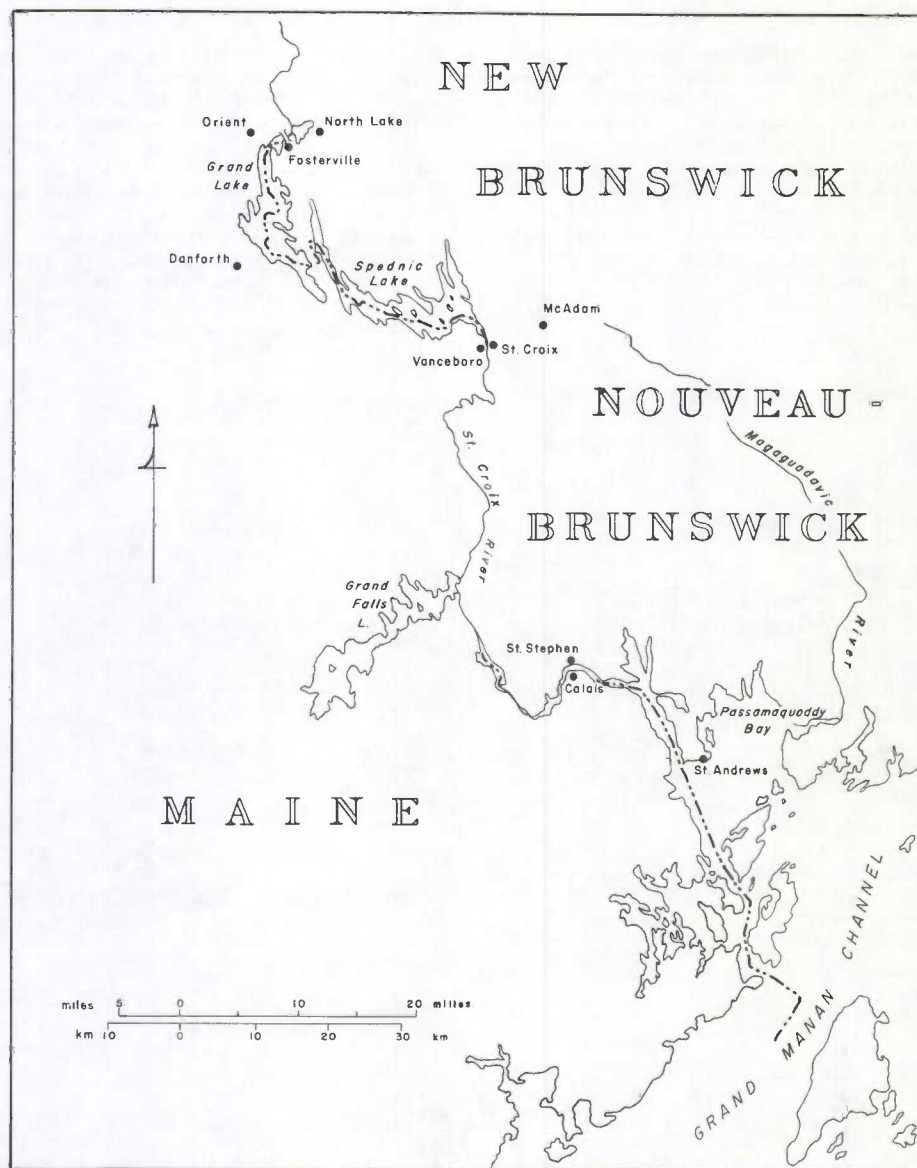 NEW
Orient
North Lake
Fosterville
Grand
Lake
BRUNSWICK
Danforth
Spednic
Lake
McAdam
Vanceboro
St. Croix
NOUVEAU-
Magaguadavic
River
St. Croix
River
BRUNSWICK
Grand
Falls
L.
St. Stephen
Calais
Passamaquoddy
Bay
St. Andrews
MAINE
GRAND MANAN CHANNEL
miles 5 0 10 20 miles
km 10 0 10 20 30 km